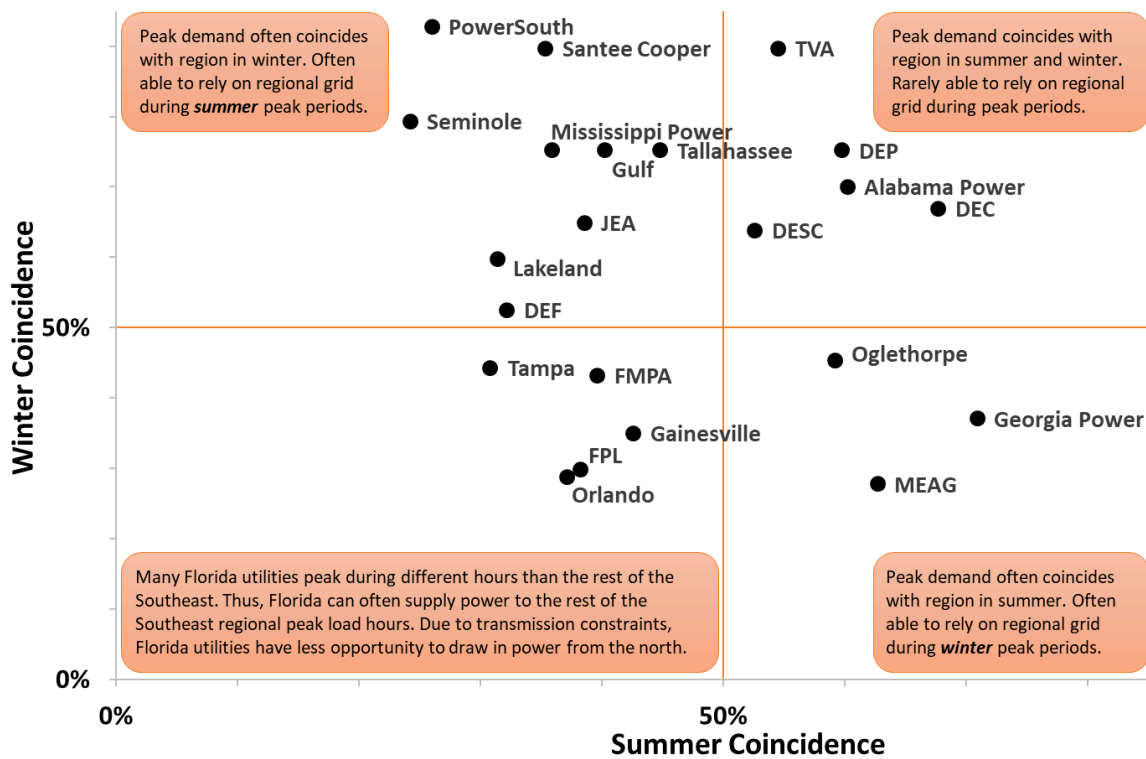 Peak demand often coincides
with region in winter. Often
able to rely on regional grid
during summer peak periods.
PowerSouth
Santee Cooper
TVA
Peak demand coincides with
region in summer and winter.
Rarely able to rely on regional
grid during peak periods.
Seminole
Mississippi Power
Gulf
Tallahassee
DEP
Alabama Power
DEC
JEA
DESC
Lakeland
DEF
Winter Coincidence
50%
Oglethorpe
Tampa
FMPA
Georgia Power
Gainesville
FPL
Orlando
MEAG
Many Florida utilities peak during different hours than the rest of the
Southeast. Thus, Florida can often supply power to the rest of the
Southeast regional peak load hours. Due to transmission constraints,
Florida utilities have less opportunity to draw in power from the north.
Peak demand often coincides
with region in summer. Often
able to rely on regional grid
during winter peak periods.
0%
0%
50%
Summer Coincidence